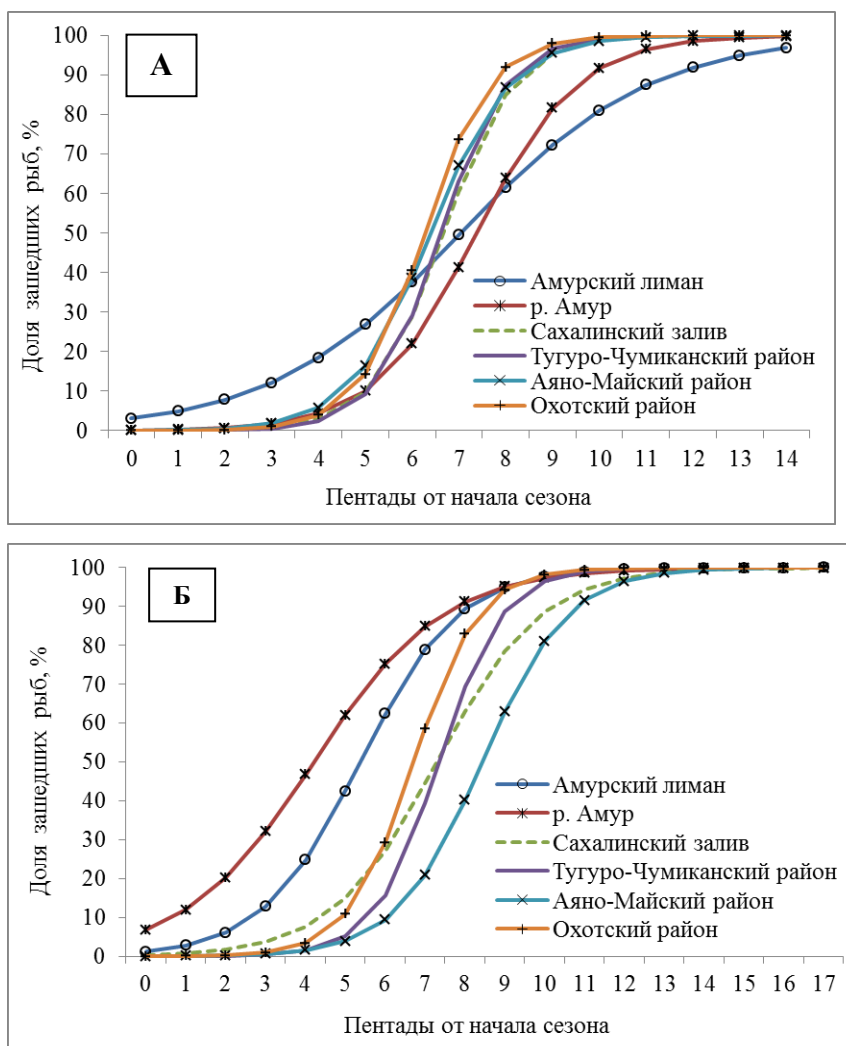 А
Доля зашедших рыб, %
100
90
80
70
60
50
40
30
20
10
0
Амурский лиман
р. Амур
Сахалинский залив
Тугуро-Чумиканский район
Аяно-Майский район
Охотский район
0 1 2 3 4 5 6 7 8 9 10 11 12 13 14
Пентады от начала сезона
Б
Доля зашедших рыб, %
100
90
80
70
60
50
40
30
20
10
0
Амурский лиман
р. Амур
Сахалинский залив
Тугуро-Чумиканский район
Аяно-Майский район
Охотский район
0 1 2 3 4 5 6 7 8 9 10 11 12 13 14 15 16 17
Пентады от начала сезона